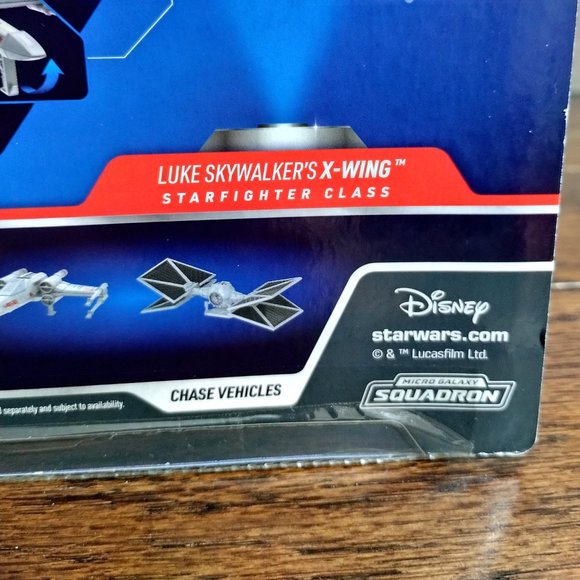 LUKE SKYWALKER'S X-WING™
STARFIGHTER CLASS
Disney
starwars.com
© & ™ Lucasfilm Ltd.
CHASE VEHICLES
MICRO GALAXY
SQUADRON
separately and subject to availability.